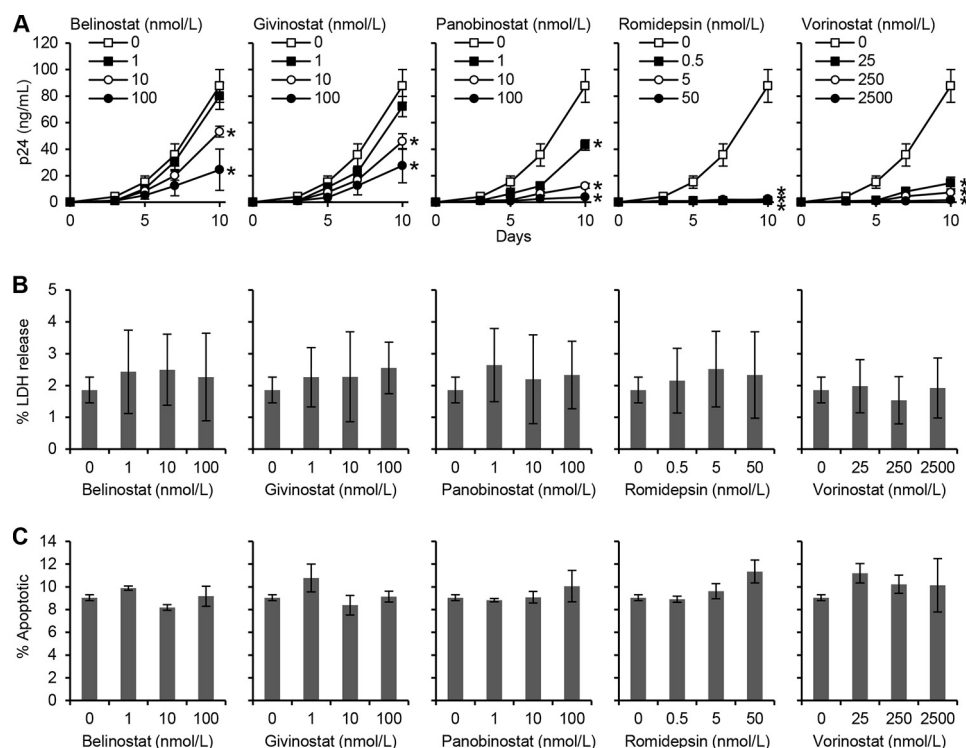 A
Belinostat (nmol/L) Givinostat (nmol/L) Panobinostat (nmol/L) Romidepsin (nmol/L) Vorinostat (nmol/L)
120 0 0 0 0 0
100 1 1 1 0.5 25
80 10 10 10 5 250
60 100 100 100 50 2500
p24 (ng/mL)
40 * * * * * * * * * * * * *
20
0
0 5 10 0 5 10 0 5 10 0 5 10 0 5 10
Days
B
5
4
3
2
1
0
% LDH release
0 1 10 100 0 1 10 100 0 1 10 100 0 0.5 5 50 0 25 250 2500
Belinostat (nmol/L) Givinostat (nmol/L) Panobinostat (nmol/L) Romidepsin (nmol/L) Vorinostat (nmol/L)
C
14
12
10
8
6
4
2
0
% Apoptotic
0 1 10 100 0 1 10 100 0 1 10 100 0 0.5 5 50 0 25 250 2500
Belinostat (nmol/L) Givinostat (nmol/L) Panobinostat (nmol/L) Romidepsin (nmol/L) Vorinostat (nmol/L)